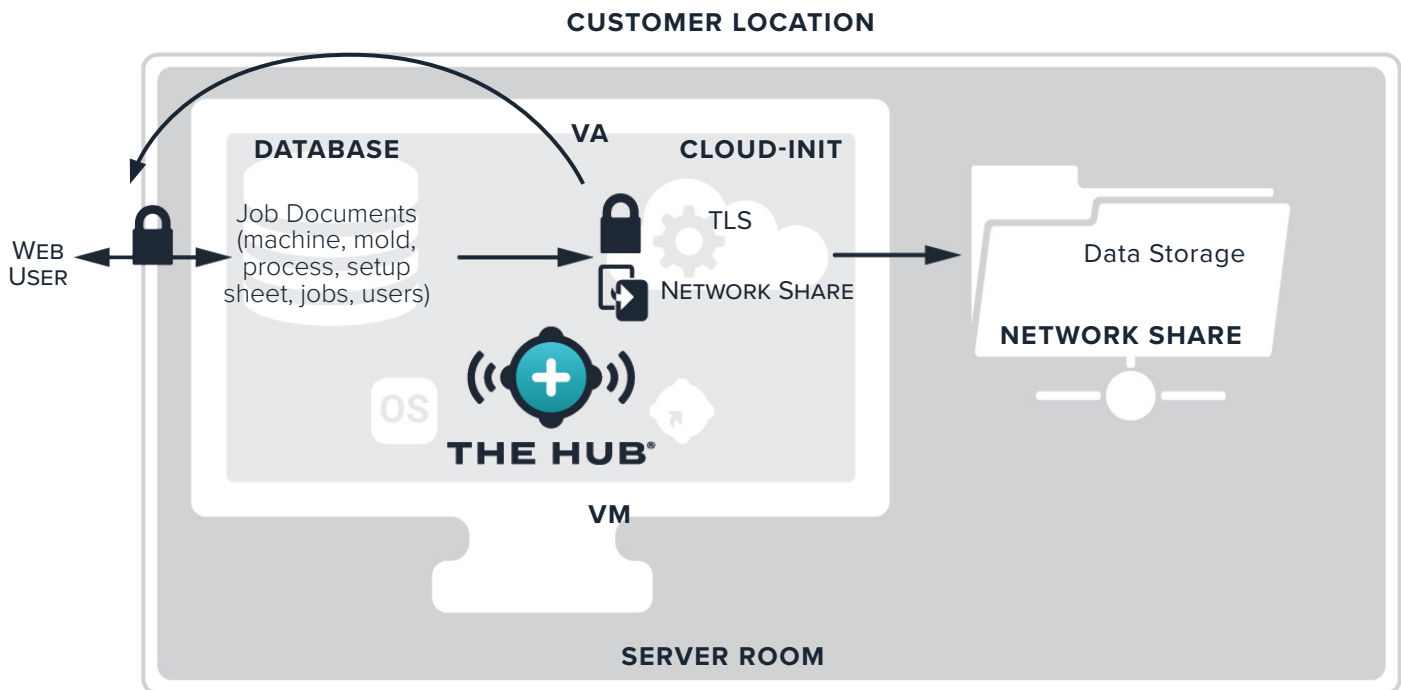 CUSTOMER LOCATION
VA
DATABASE
CLOUD-INIT
Job Documents
(machine, mold,
process, setup
sheet, jobs, users)
TLS
NETWORK SHARE
WEB
USER
Data Storage
NETWORK SHARE
OS
THE HUB®
VM
SERVER ROOM